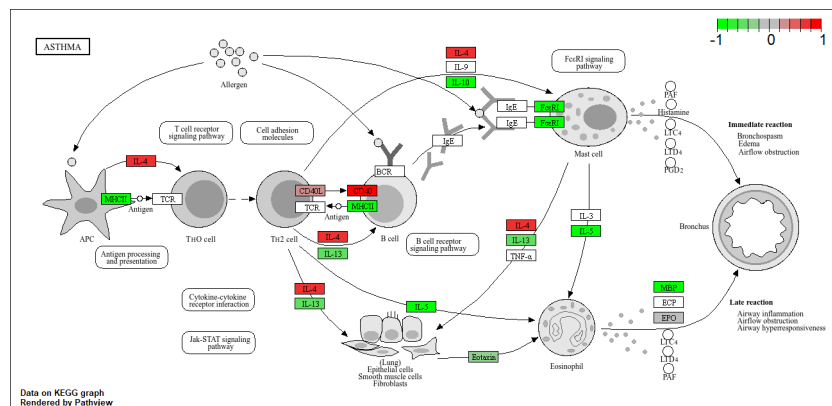 ASTHMA
-1 0 1
Allergen
IL-4
IL-9
IL-10
FcεRI signaling
pathway
T cell receptor
signaling pathway
Cell adhesion
molecules
IgE
FcεRI
IgE
FcεRI
Mast cell
PAF
Histamine
LTC4
LTD4
PGD2
Immediate reaction
Bronchospasm
Edema
Airflow obstruction
IL-4
MHCII
Antigen
TCR
APC
TH0 cell
Antigen processing
and presentation
CD40L
CD40
TCR
MHCII
Antigen
TH2 cell
BCR
B cell
IgE
IL-4
IL-13
B cell receptor
signaling pathway
IL-4
IL-13
TNF-α
IL-3
IL-5
Bronchus
Cytokine-cytokine
receptor interaction
Jak-STAT signaling
pathway
IL-4
IL-13
IL-5
(Lung)
Epithelial cells
Smooth muscle cells
Fibroblasts
Eotaxin
Eosinophil
MBP
ECP
EPO
LTC4
LTD4
PAF
Late reaction
Airway inflammation
Airflow obstruction
Airway hyperresponsiveness
Data on KEGG graph
Rendered by Pathview